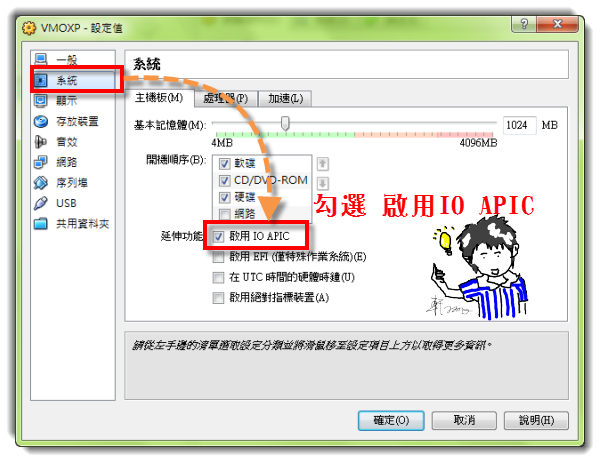 VMOXP - 設定值
一般
系統
顯示
存放裝置
音效
網路
序列埠
USB
共用資料夾
系統
主機板(M) 處理器(P) 加速(L)
基本記憶體(M): 1024 MB
4MB 4096MB
開機順序(B):
軟碟
CD/DVD-ROM
硬碟
網路
勾選 啟用IO APIC
延伸功能
啟用 IO APIC
啟用 EFI (僅特殊作業系統)(E)
在 UTC 時間的硬體時鐘(U)
啟用絕對指標裝置(A)
請從左手邊的清單選取設定分類並將滑鼠移至設定項目上方以取得更多資訊。
確定(O) 取消 說明(H)